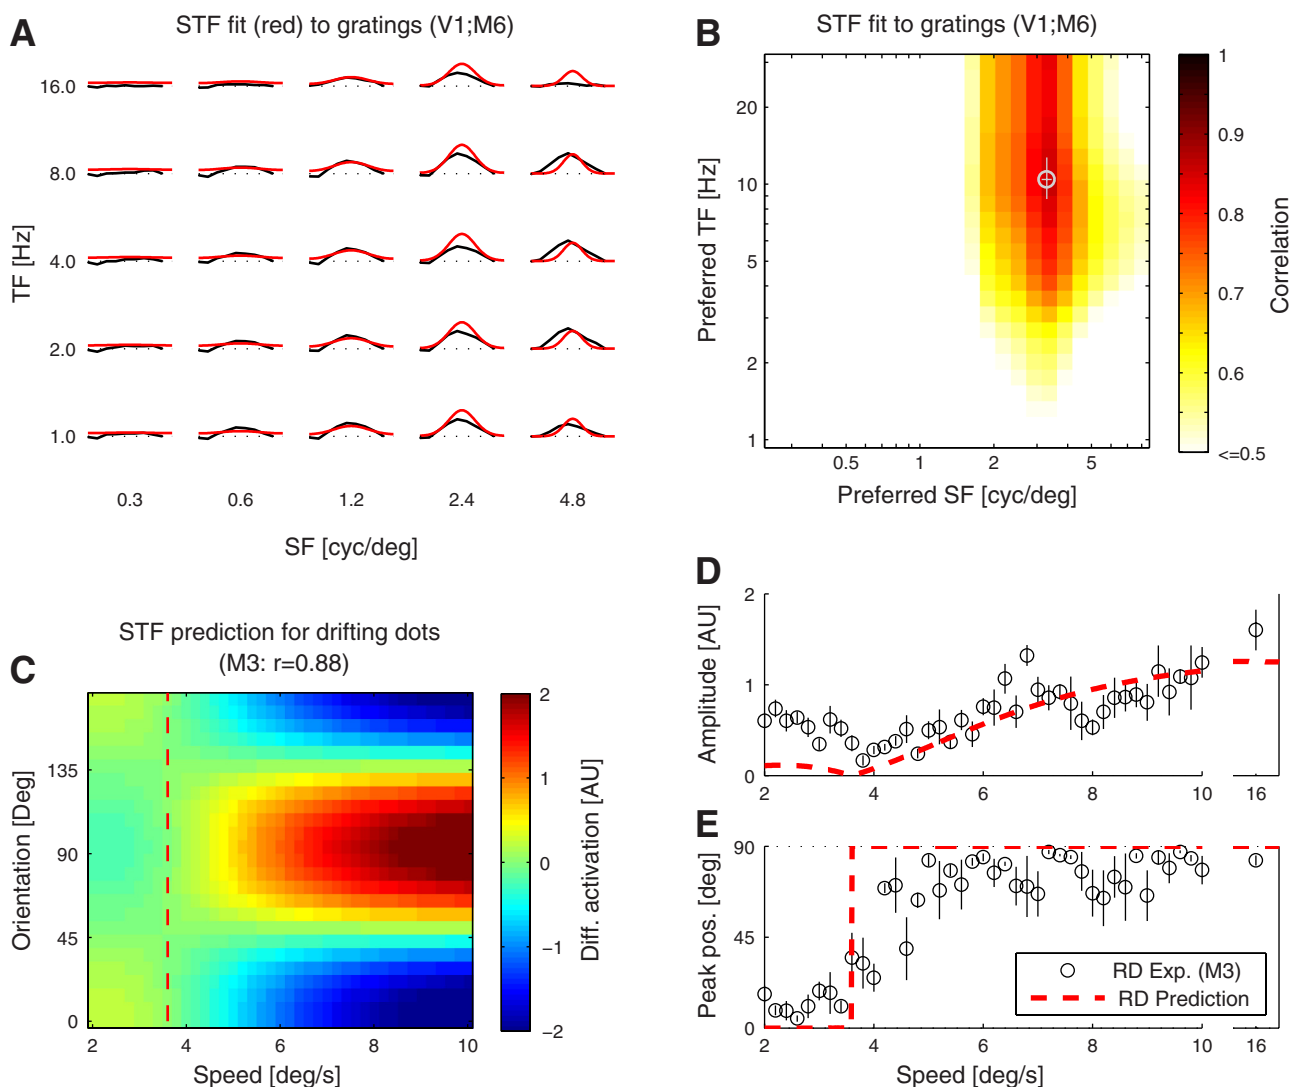 A
STF fit (red) to gratings (V1;M6)
16.0
8.0
4.0
2.0
1.0
TF [Hz]
0.3 0.6 1.2 2.4 4.8
SF [cyc/deg]
B
STF fit to gratings (V1;M6)
20
10
5
2
1
Preferred TF [Hz]
0.5 1 2 5
Preferred SF [cyc/deg]
1
0.9
0.8
0.7
0.6
<=0.5
Correlation
C
STF prediction for drifting dots
(M3: r=0.88)
135
90
45
0
Orientation [Deg]
2 4 6 8 10
Speed [deg/s]
2
1
0
−1
−2
Diff. activation [AU]
D
2
1
0
Amplitude [AU]
2 4 6 8 10 16
E
90
45
0
Peak pos. [deg]
RD Exp. (M3)
RD Prediction
2 4 6 8 10 16
Speed [deg/s]